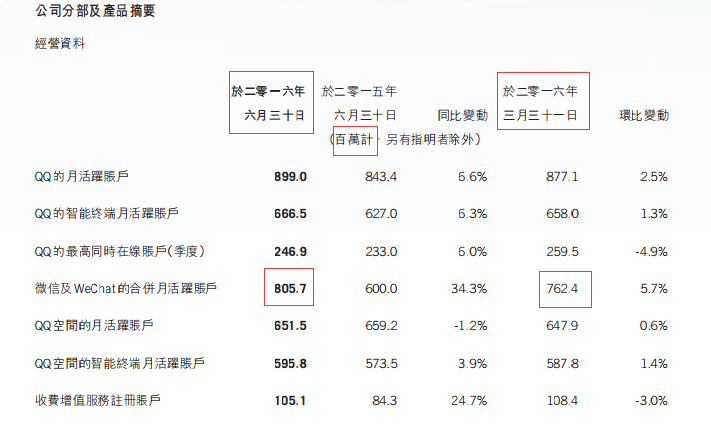 公司分部及產品摘要
經營資料
於二零一六年 於二零一五年 於二零一六年
六月三十日 六月三十日 同比變動 三月三十一日 環比變動
(百萬計，另有指明者除外)
QQ的月活躍賬戶 899.0 843.4 6.6% 877.1 2.5%
QQ的智能終端月活躍賬戶 666.5 627.0 6.3% 658.0 1.3%
QQ的最高同時在線賬戶(季度) 246.9 233.0 6.0% 259.5 -4.9%
微信及WeChat的合併月活躍賬戶 805.7 600.0 34.3% 762.4 5.7%
QQ空間的月活躍賬戶 651.5 659.2 -1.2% 647.9 0.6%
QQ空間的智能終端月活躍賬戶 595.8 573.5 3.9% 587.8 1.4%
收費增值服務註冊賬戶 105.1 84.3 24.7% 108.4 -3.0%